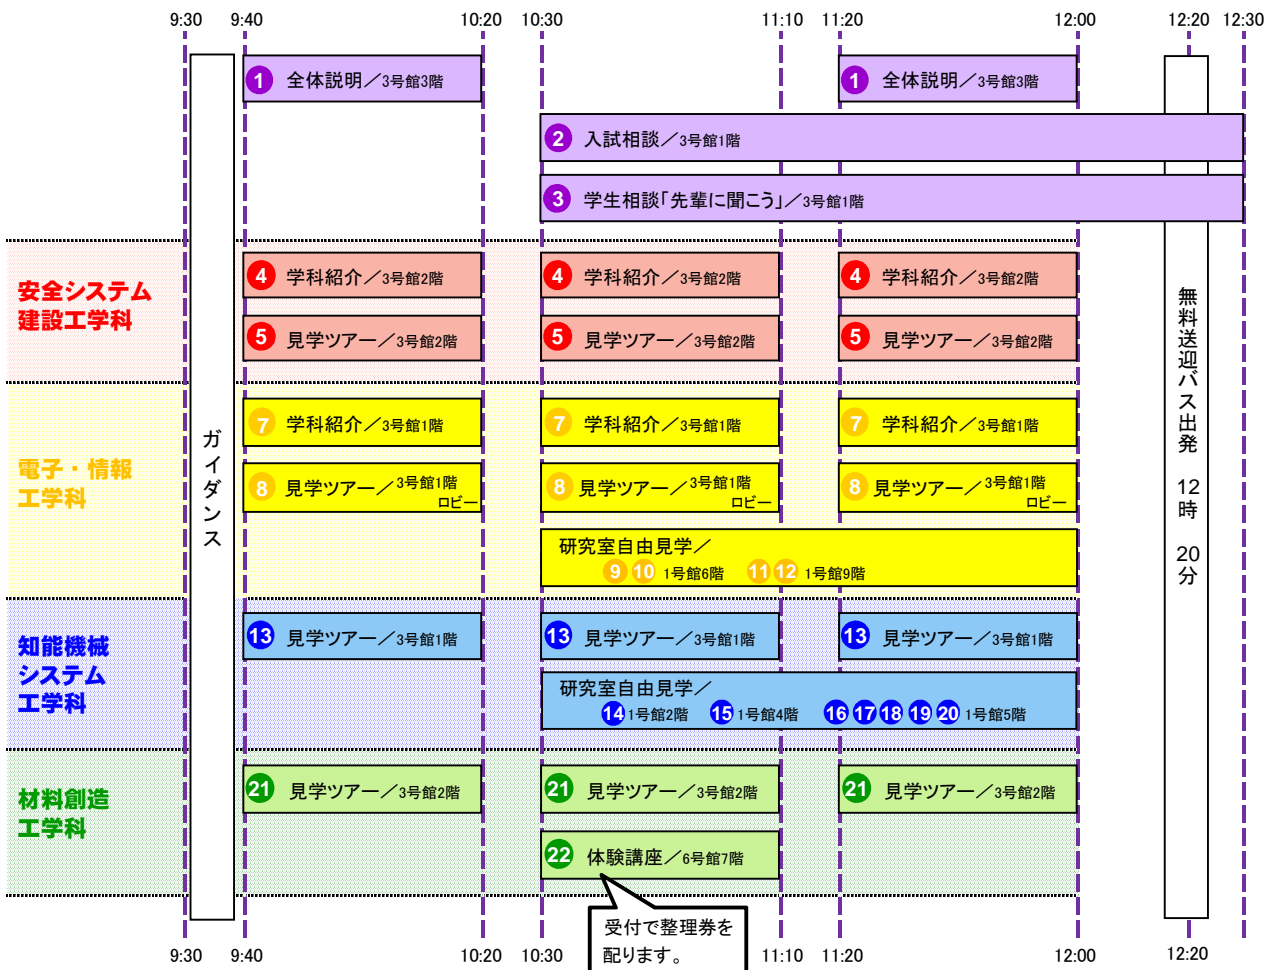 9:30 9:40 10:20 10:30 11:10 11:20 12:00 12:20 12:30
1 全体説明／3号館3階 1 全体説明／3号館3階
2 入試相談／3号館1階
3 学生相談「先輩に聞こう」／3号館1階
ガイダンス
無料送迎バス出発 12時 20分
安全システム
建設工学科
4 学科紹介／3号館2階 4 学科紹介／3号館2階 4 学科紹介／3号館2階
5 見学ツアー／3号館2階 5 見学ツアー／3号館2階 5 見学ツアー／3号館2階
電子・情報
工学科
7 学科紹介／3号館1階 7 学科紹介／3号館1階 7 学科紹介／3号館1階
8 見学ツアー／3号館1階 8 見学ツアー／3号館1階 8 見学ツアー／3号館1階
ロビー ロビー ロビー
研究室自由見学／
9 10 1号館6階 11 12 1号館9階
知能機械
システム
工学科
13 見学ツアー／3号館1階 13 見学ツアー／3号館1階 13 見学ツアー／3号館1階
研究室自由見学／
14 1号館2階 15 1号館4階 16 17 18 19 20 1号館5階
材料創造
工学科
21 見学ツアー／3号館2階 21 見学ツアー／3号館2階 21 見学ツアー／3号館2階
22 体験講座／6号館7階
受付で整理券を
配ります。
9:30 9:40 10:20 10:30 11:10 11:20 12:00 12:20